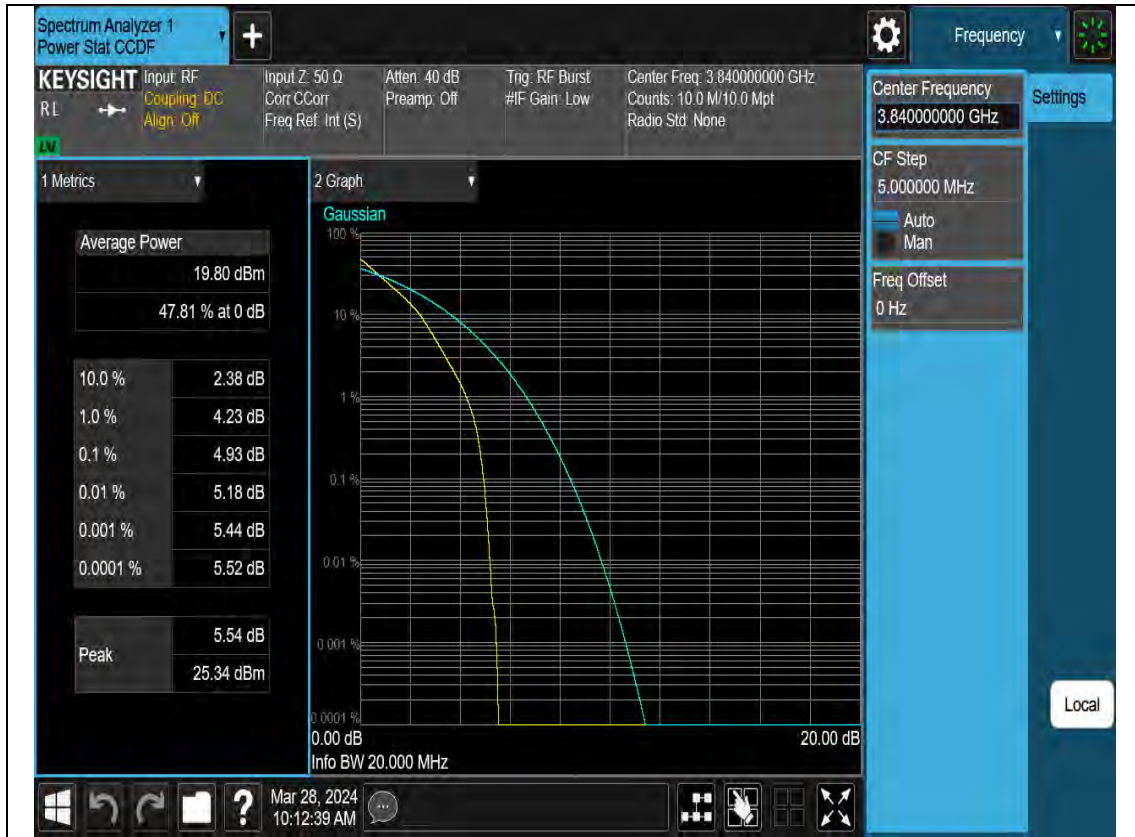 Spectrum Analyzer 1
Power Stat CCDF
Frequency
KEYSIGHT
RL
LNI
Input: RF
Coupling: DC
Align: Off
Input Z: 50 Ω
Corr CCorr
Freq Ref: Int (S)
Atten: 40 dB
Preamp: Off
Trig: RF Burst
#IF Gain: Low
Center Freq: 3.840000000 GHz
Counts: 10.0 M/10.0 Mpt
Radio Std: None
Center Frequency
3.840000000 GHz
Settings
CF Step
5.000000 MHz
Auto
Man
Freq Offset
0 Hz
Local
1 Metrics
Average Power
19.80 dBm
47.81 % at 0 dB
10.0 % 2.38 dB
1.0 % 4.23 dB
0.1 % 4.93 dB
0.01 % 5.18 dB
0.001 % 5.44 dB
0.0001 % 5.52 dB
Peak
5.54 dB
25.34 dBm
2 Graph
Gaussian
100 %
10 %
1 %
0.1 %
0.01 %
0.001 %
0.0001 %
0.00 dB 20.00 dB
Info BW 20.000 MHz
?
Mar 28, 2024
10:12:39 AM